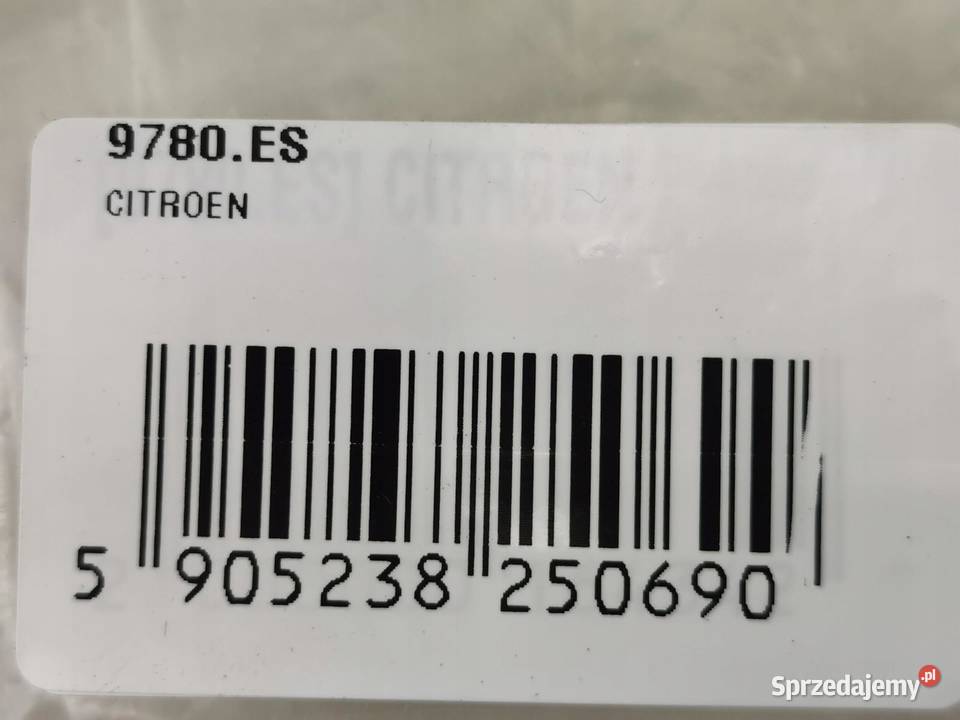 9780.ES
CITROEN
5 905238 250690
Sprzedajemy.pl